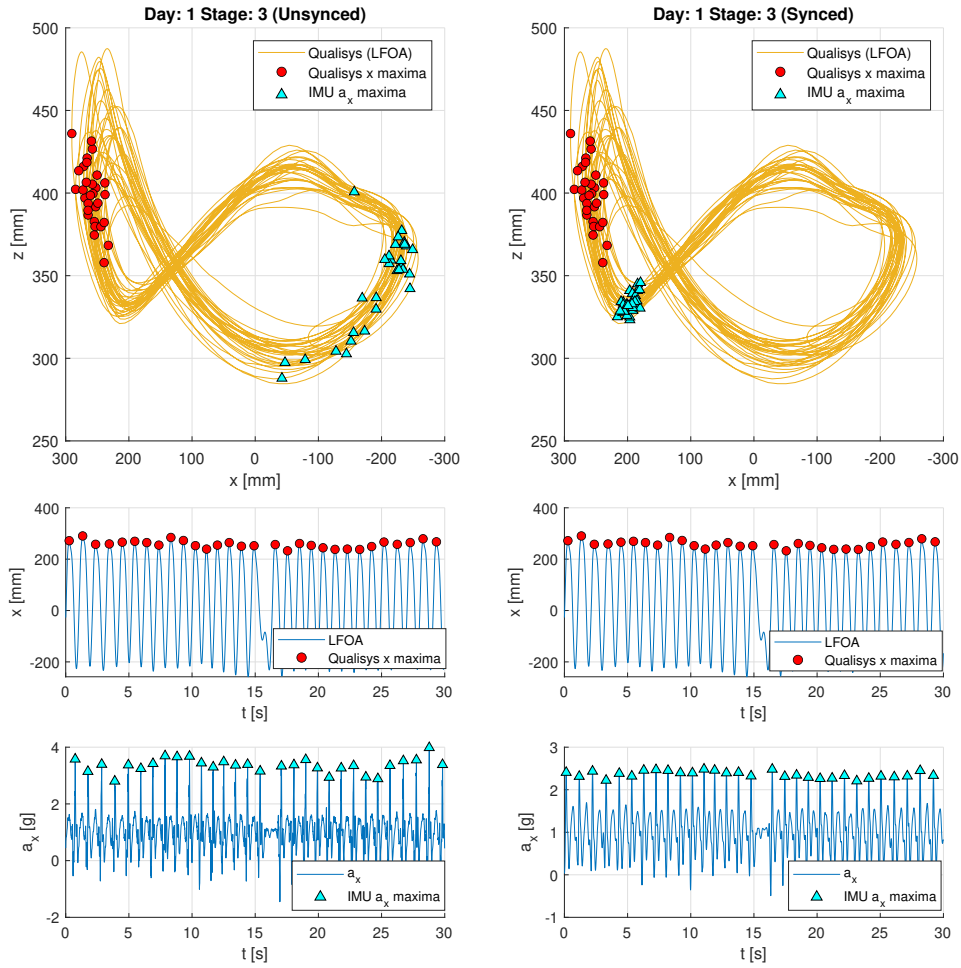 Day: 1 Stage: 3 (Unsynced)
500
450
400
350
300
250
z [mm]
300 200 100 0 -100 -200 -300
x [mm]
Qualisys (LFOA)
Qualisys x maxima
IMU a_x maxima
Day: 1 Stage: 3 (Synced)
500
450
400
350
300
250
z [mm]
300 200 100 0 -100 -200 -300
x [mm]
Qualisys (LFOA)
Qualisys x maxima
IMU a_x maxima
400
200
0
-200
x [mm]
0 5 10 15 20 25 30
t [s]
LFOA
Qualisys x maxima
400
200
0
-200
x [mm]
0 5 10 15 20 25 30
t [s]
LFOA
Qualisys x maxima
4
2
0
-2
a_x [g]
0 5 10 15 20 25 30
t [s]
a_x
IMU a_x maxima
3
2
1
0
-1
a_x [g]
0 5 10 15 20 25 30
t [s]
a_x
IMU a_x maxima